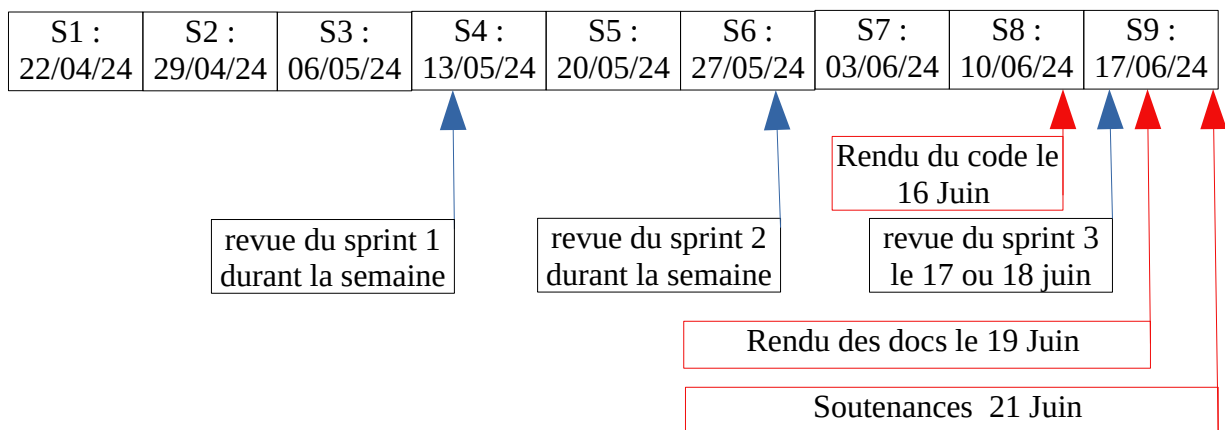 S1 :
22/04/24
S2 :
29/04/24
S3 :
06/05/24
S4 :
13/05/24
S5 :
20/05/24
S6 :
27/05/24
S7 :
03/06/24
S8 :
10/06/24
S9 :
17/06/24
Rendu du code le
16 Juin
revue du sprint 1
durant la semaine
revue du sprint 2
durant la semaine
revue du sprint 3
le 17 ou 18 juin
Rendu des docs le 19 Juin
Soutenances 21 Juin